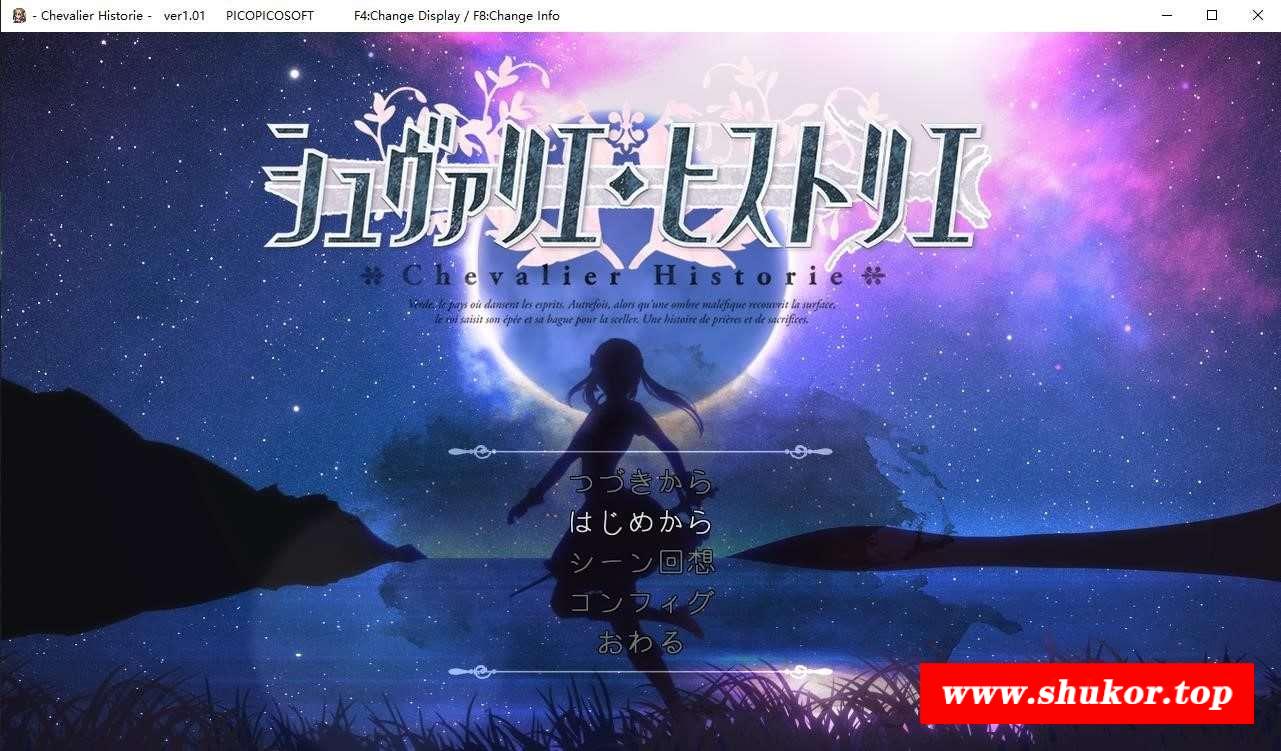 - Chevalier Historie - ver1.01 PICOPICOSOFT F4:Change Display / F8:Change Info
シュヴァリエ・ヒストリエ
Chevalier Historie
Verde, le pays où dansent les esprits. Autrefois, alors qu'une ombre maléfique recouvrit la surface,
le roi saisit son épée et sa bague pour la sceller. Une histoire de prières et de sacrifices.
つづきから
はじめから
シーン回想
コンフィグ
おわる
www.shukor.top